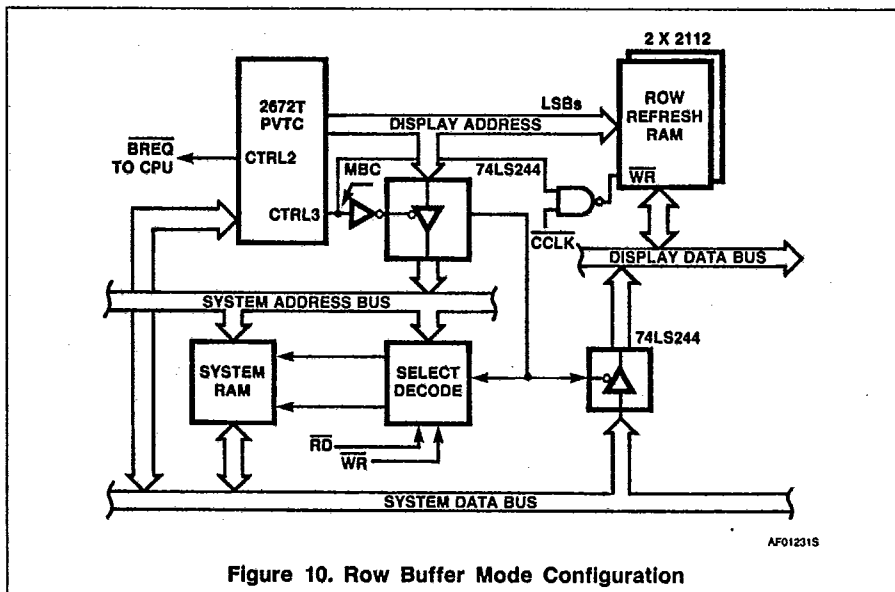 2 X 2112
2672T
PVTC
LSBs
ROW
REFRESH
RAM
DISPLAY ADDRESS
BREQ
TO CPU
CTRL2
MBC
74LS244
WR
CTRL3
CCLK
DISPLAY DATA BUS
SYSTEM ADDRESS BUS
74LS244
SYSTEM
RAM
SELECT
DECODE
RD
WR
SYSTEM DATA BUS
AF01231S
Figure 10. Row Buffer Mode Configuration